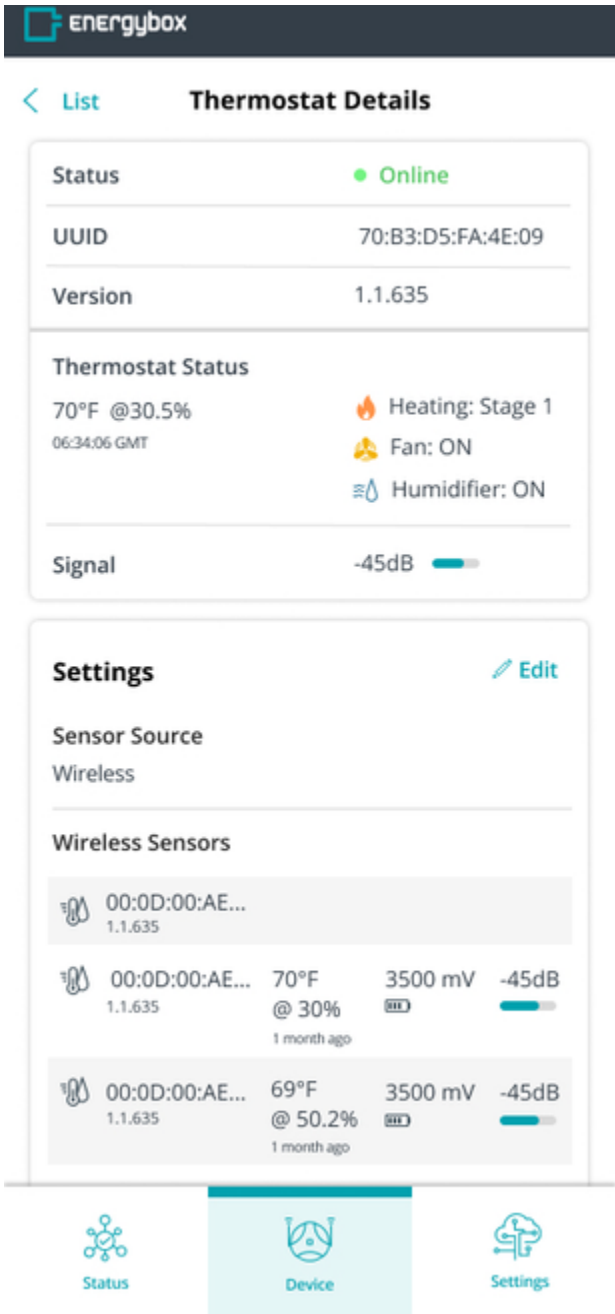 energybox
List Thermostat Details
Status Online
UUID 70:B3:D5:FA:4E:09
Version 1.1.635
Thermostat Status
70°F @30.5% Heating: Stage 1
06:34:06 GMT Fan: ON
Humidifier: ON
Signal -45dB
Settings Edit
Sensor Source
Wireless
Wireless Sensors
00:0D:00:AE...
1.1.635
00:0D:00:AE... 70°F 3500 mV -45dB
1.1.635 @ 30%
1 month ago
00:0D:00:AE... 69°F 3500 mV -45dB
1.1.635 @ 50.2%
1 month ago
Status Device Settings